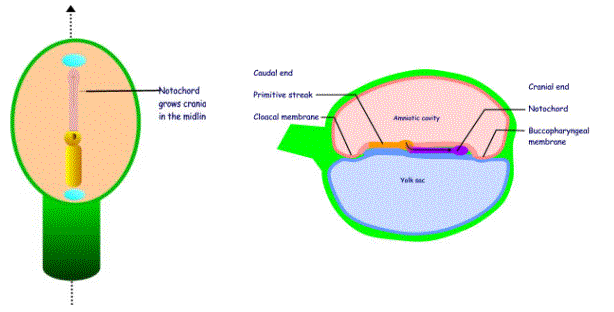 Notochord
grows crania
in the midlin
Caudal end
Primitive streak
Cloacal membrane
Amniotic cavity
Yolk sac
Cranial end
Notochord
Buccopharyngeal
membrane